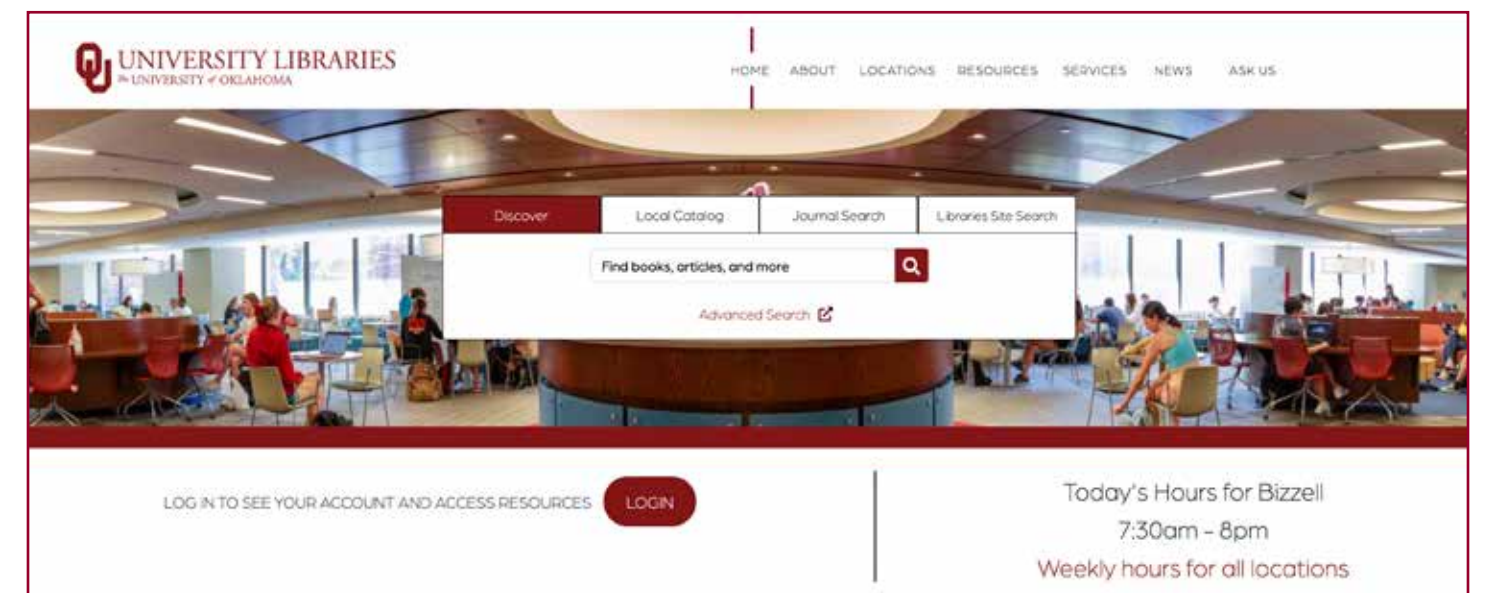 UNIVERSITY LIBRARIES
The UNIVERSITY of OKLAHOMA
HOME ABOUT LOCATIONS RESOURCES SERVICES NEWS ASK US
Discover Local Catalog Journal Search Libraries Site Search
Find books, articles, and more
Advanced Search
LOG IN TO SEE YOUR ACCOUNT AND ACCESS RESOURCES LOGIN
Today's Hours for Bizzell
7:30am – 8pm
Weekly hours for all locations